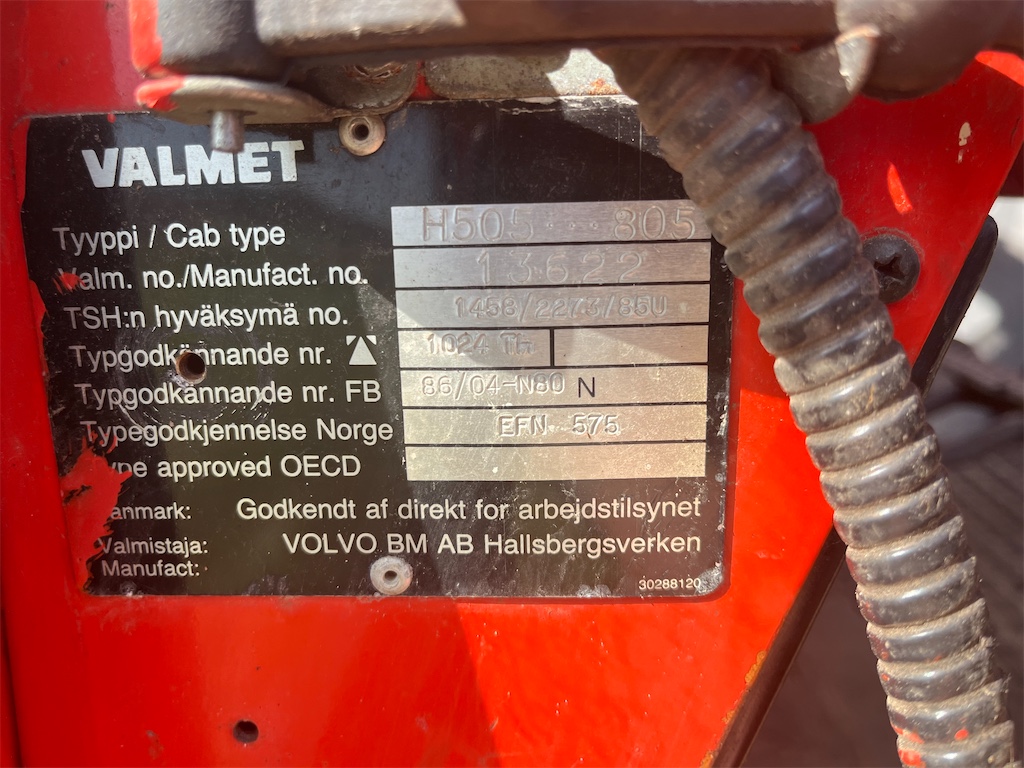 VALMET
Tyyppi / Cab type H505 - - - 805
Valm. no./Manufact. no. 13622
TSH:n hyväksymä no. 1458/2273/85U
Typgodkännande nr. 1024 Th
Typgodkännande nr. FB 86/04-N80 N
Typegodkjennelse Norge EFN 575
Type approved OECD
Danmark: Godkendt af direkt for arbejdstilsynet
Valmistaja: VOLVO BM AB Hallsbergsverken
Manufact:
30288120